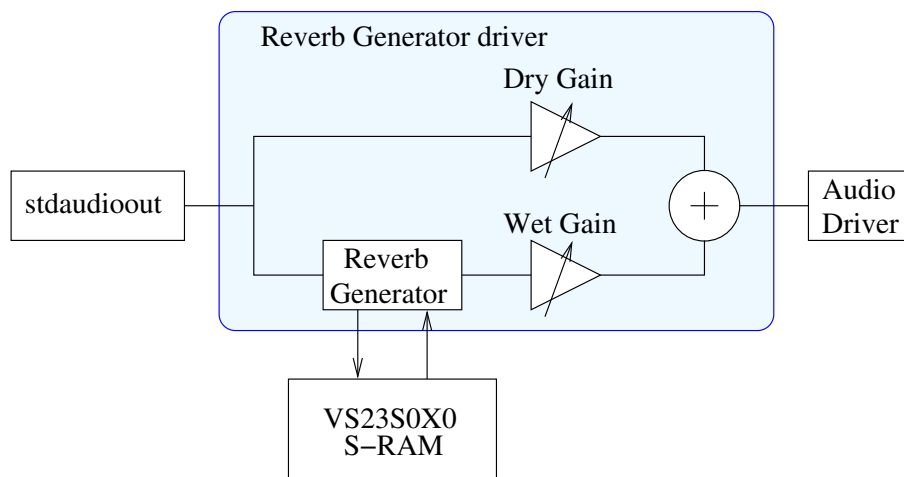 Reverb Generator driver
Dry Gain
stdaudioout
Audio
Driver
Wet Gain
Reverb
Generator
VS23S0X0
S−RAM